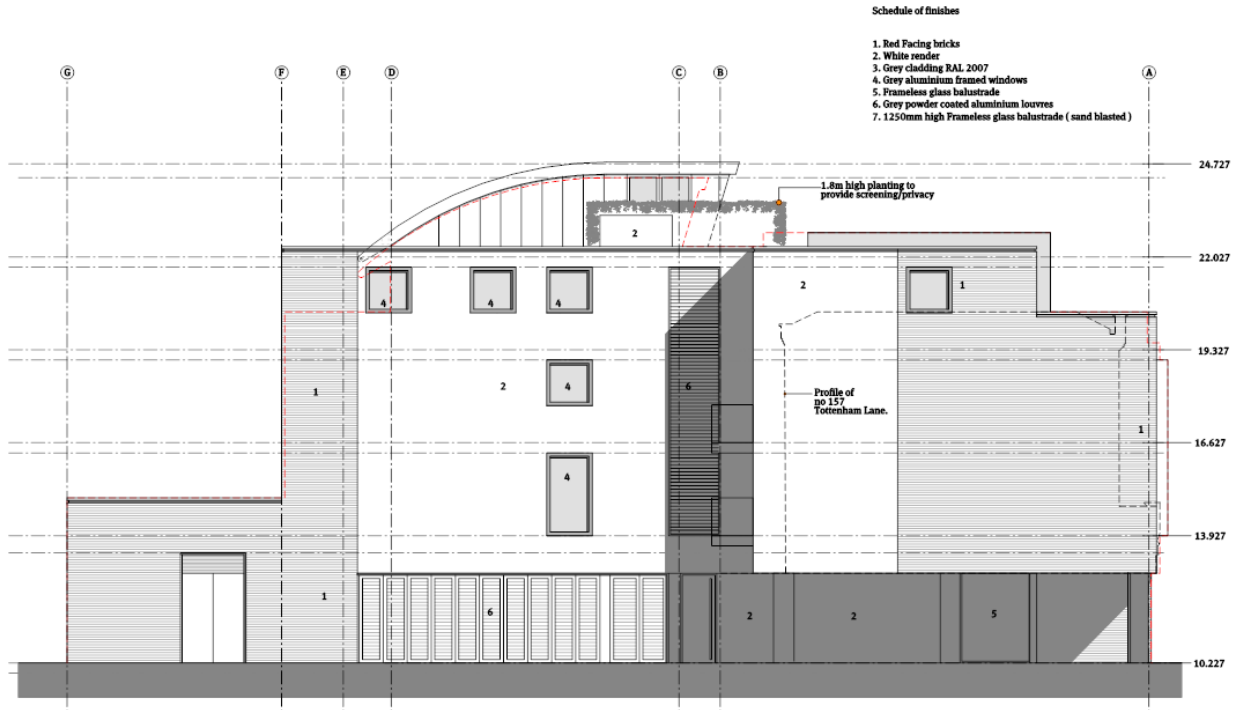 Schedule of finishes
1. Red Facing bricks
2. White render
3. Grey cladding RAL 2007
4. Grey aluminium framed windows
5. Frameless glass balustrade
6. Grey powder coated aluminium louvres
7. 1250mm high Frameless glass balustrade ( sand blasted )
G F E D C B A
24.727
1.8m high planting to
provide screening/privacy
2
22.027
4 4 4 2 1
19.327
1 2 4 6
Profile of
no 157
Tottenham Lane.
1
16.627
4
13.927
1 6 2 2 5
10.227